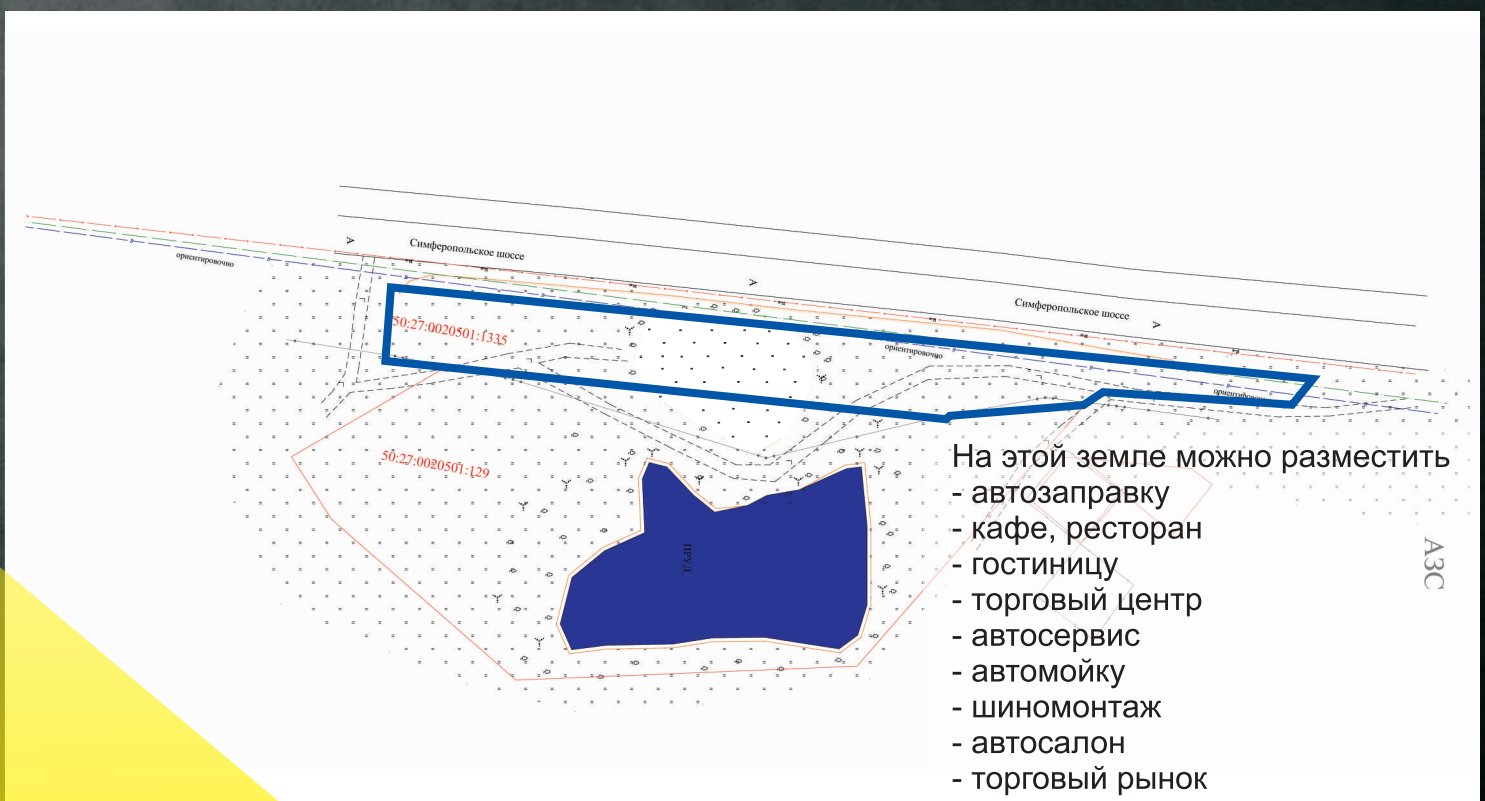 Симферопольское шоссе
ориентировочно
Симферопольское шоссе
50:27:0020501:1335
ориентировочно
ориентировочно
50:27:0020501:129
ПРУД
АЗС
На этой земле можно разместить
- автозаправку
- кафе, ресторан
- гостиницу
- торговый центр
- автосервис
- автомойку
- шиномонтаж
- автосалон
- торговый рынок